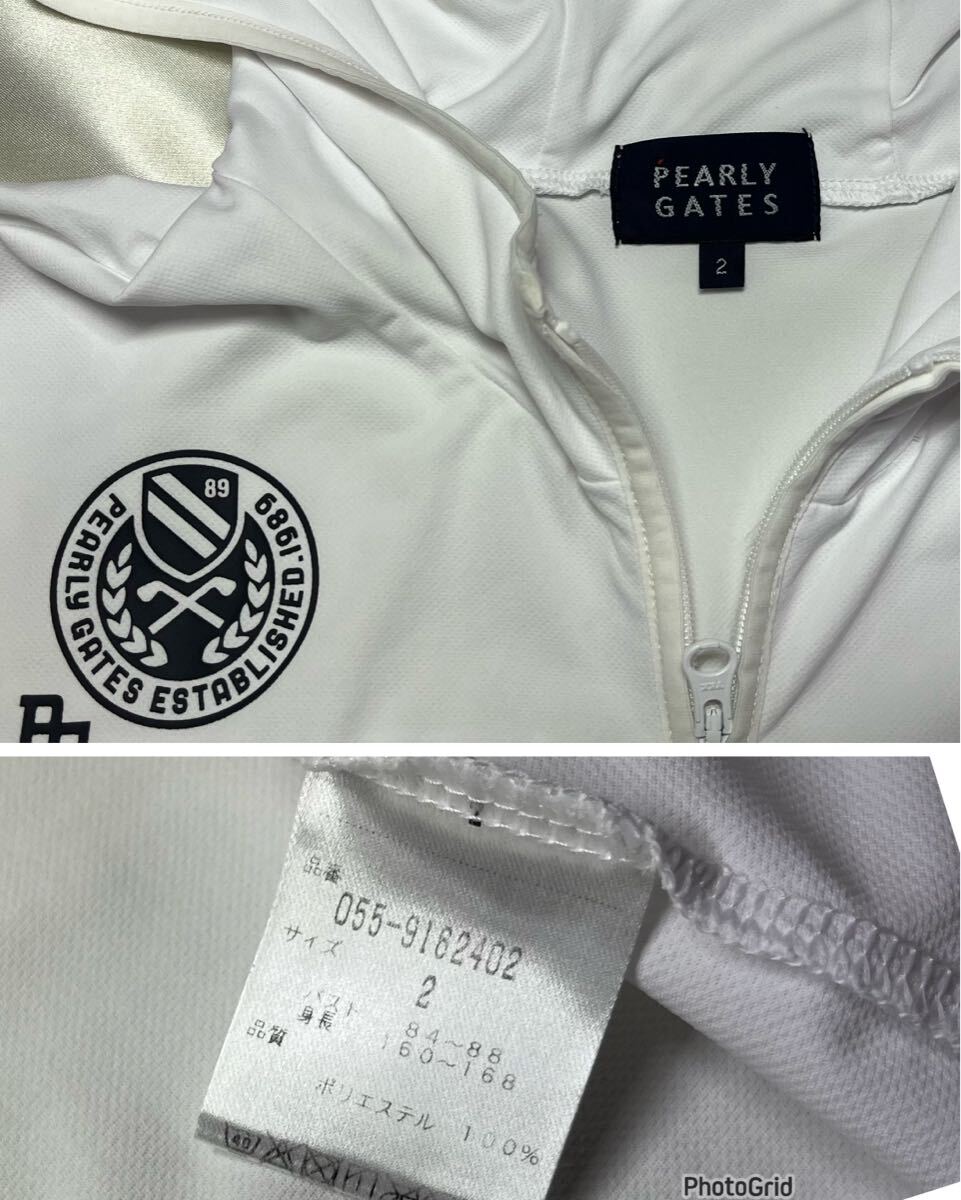 PEARLY
GATES
2
89
PEARLY GATES ESTABLISHED.1989
品番
055-9162402
サイズ
2
バスト 84~88
身長 160~168
品質
ポリエステル 100%
40
PhotoGrid